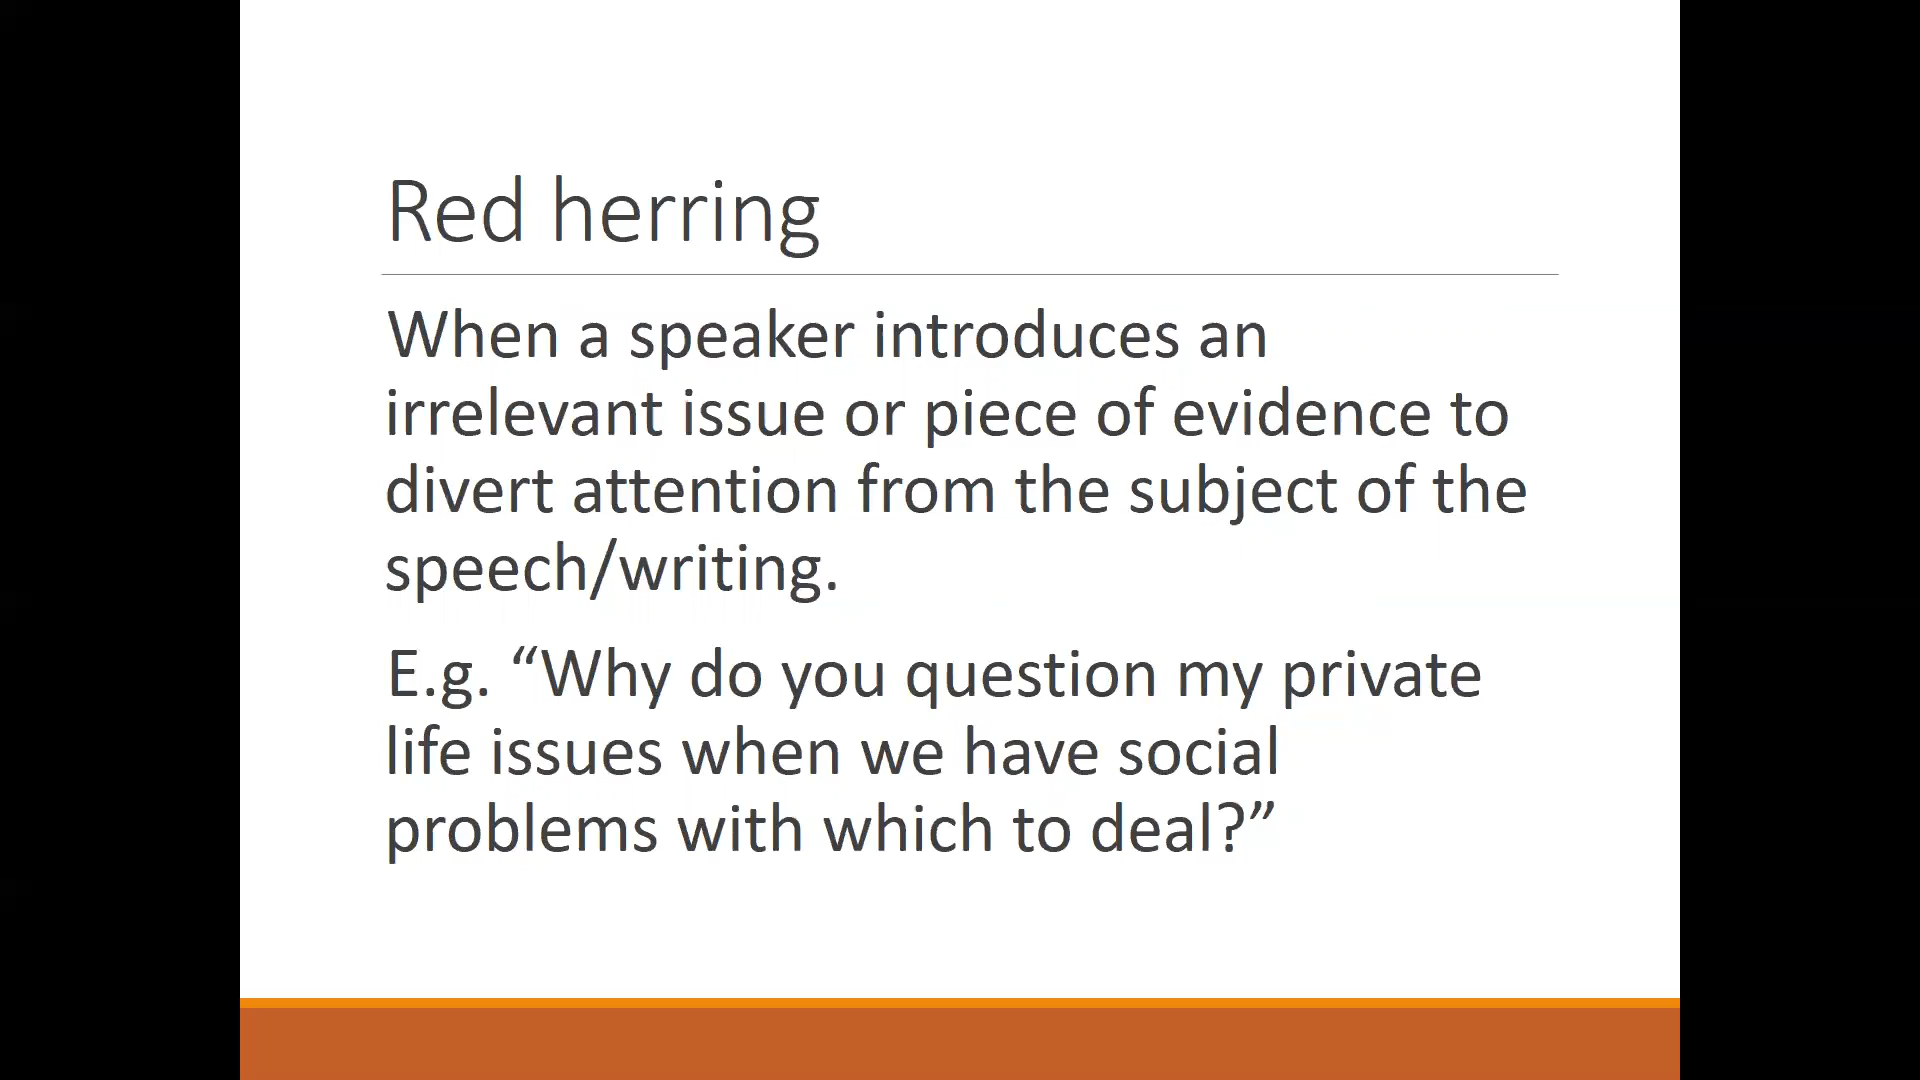 Red herring
When a speaker introduces an
irrelevant issue or piece of evidence to
divert attention from the subject of the
speech/writing.
E.g. “Why do you question my private
life issues when we have social
problems with which to deal?”